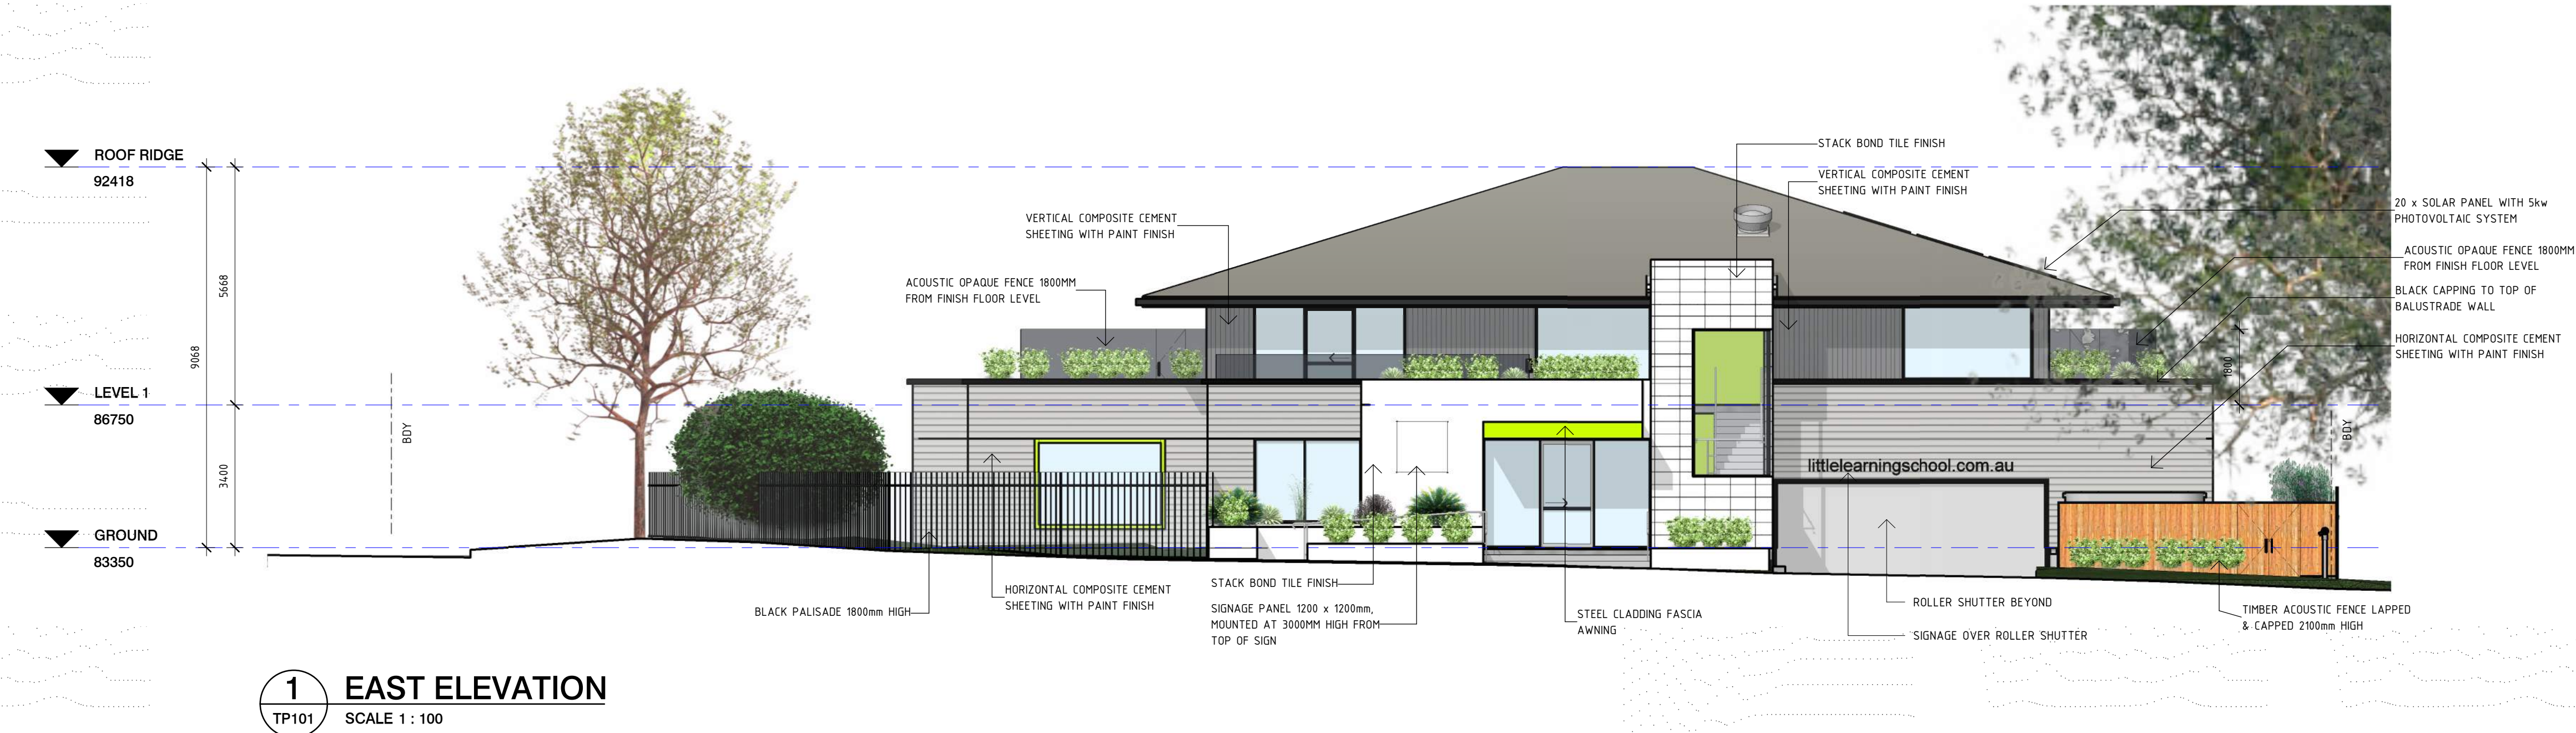 ROOF RIDGE
92418
LEVEL 1
86750
GROUND
83350
9068
5668
3400
BDY
ACOUSTIC OPAQUE FENCE 1800MM
FROM FINISH FLOOR LEVEL
VERTICAL COMPOSITE CEMENT
SHEETING WITH PAINT FINISH
STACK BOND TILE FINISH
VERTICAL COMPOSITE CEMENT
SHEETING WITH PAINT FINISH
20 x SOLAR PANEL WITH 5kw
PHOTOVOLTAIC SYSTEM
ACOUSTIC OPAQUE FENCE 1800MM
FROM FINISH FLOOR LEVEL
BLACK CAPPING TO TOP OF
BALUSTRADE WALL
HORIZONTAL COMPOSITE CEMENT
SHEETING WITH PAINT FINISH
1800
BDY
littlelearningschool.com.au
BLACK PALISADE 1800mm HIGH
HORIZONTAL COMPOSITE CEMENT
SHEETING WITH PAINT FINISH
STACK BOND TILE FINISH
SIGNAGE PANEL 1200 x 1200mm,
MOUNTED AT 3000MM HIGH FROM
TOP OF SIGN
STEEL CLADDING FASCIA
AWNING
ROLLER SHUTTER BEYOND
SIGNAGE OVER ROLLER SHUTTER
TIMBER ACOUSTIC FENCE LAPPED
& CAPPED 2100mm HIGH
1
TP101
EAST ELEVATION
SCALE 1 : 100